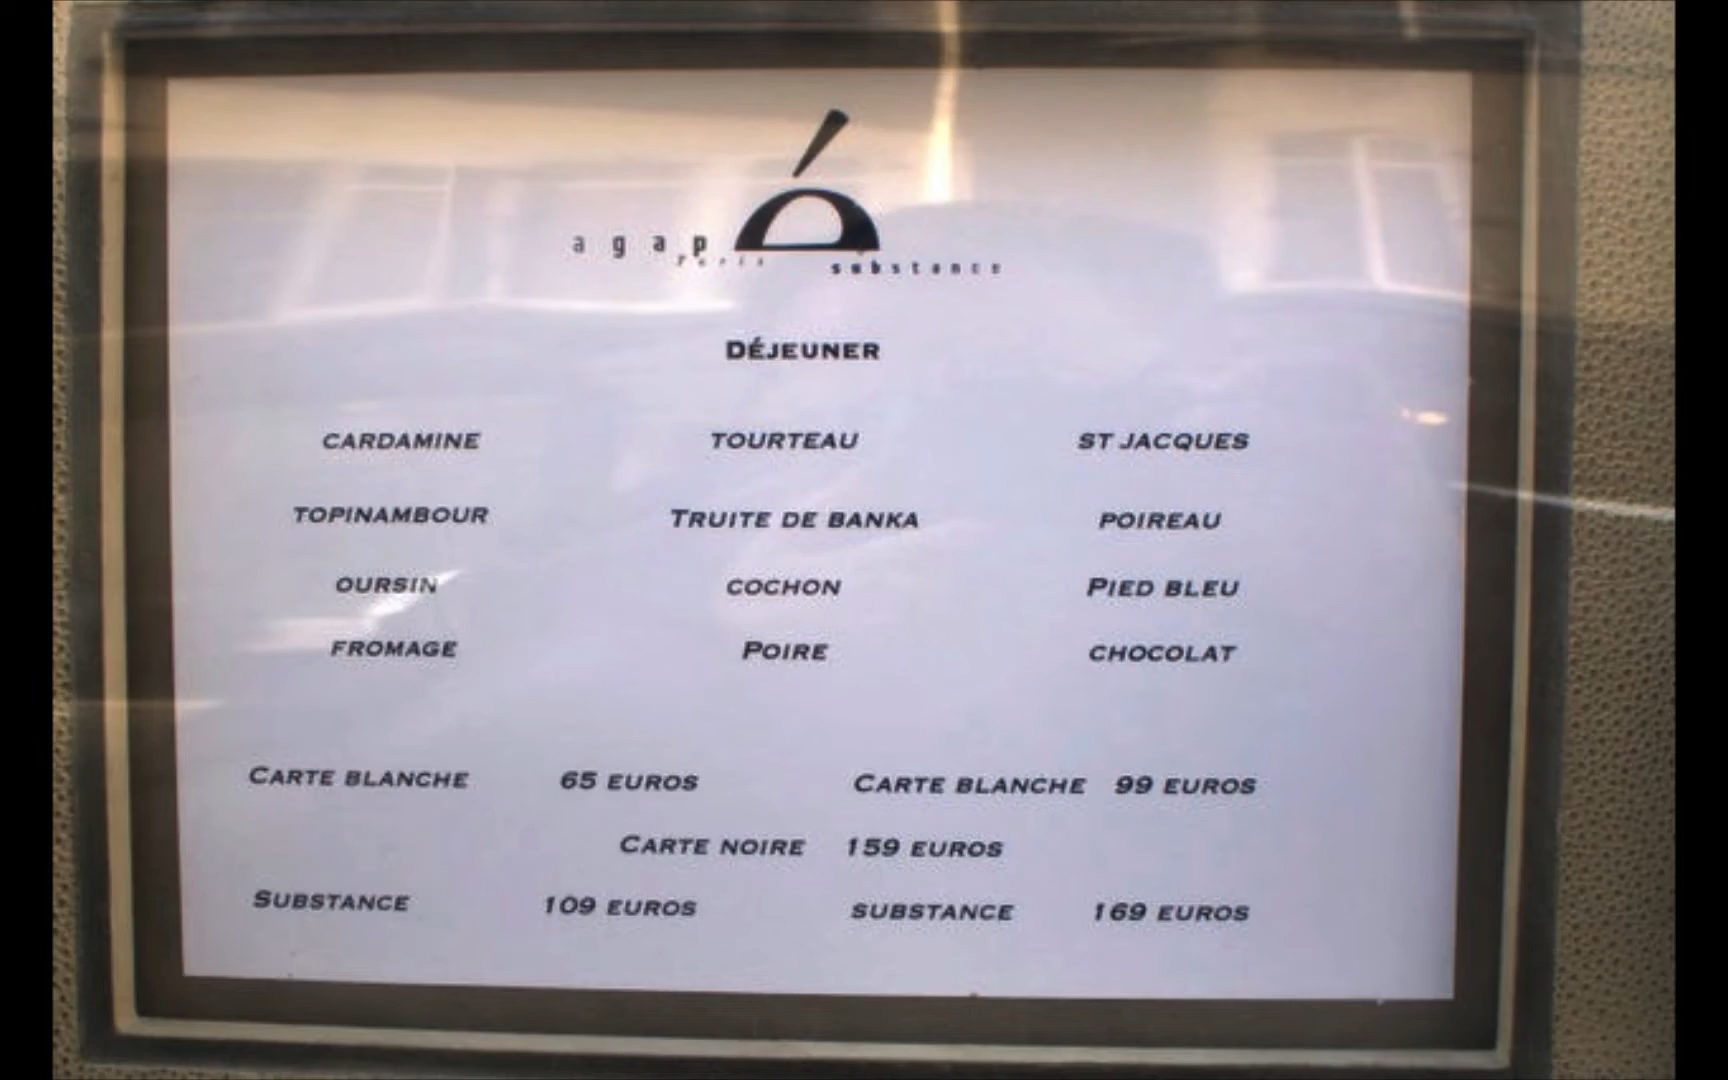 agapé
Paris substance
DÉJEUNER
CARDAMINE TOURTEAU ST JACQUES
TOPINAMBOUR TRUITE DE BANKA POIREAU
OURSIN COCHON PIED BLEU
FROMAGE POIRE CHOCOLAT
CARTE BLANCHE 65 EUROS CARTE BLANCHE 99 EUROS
CARTE NOIRE 159 EUROS
SUBSTANCE 109 EUROS SUBSTANCE 169 EUROS